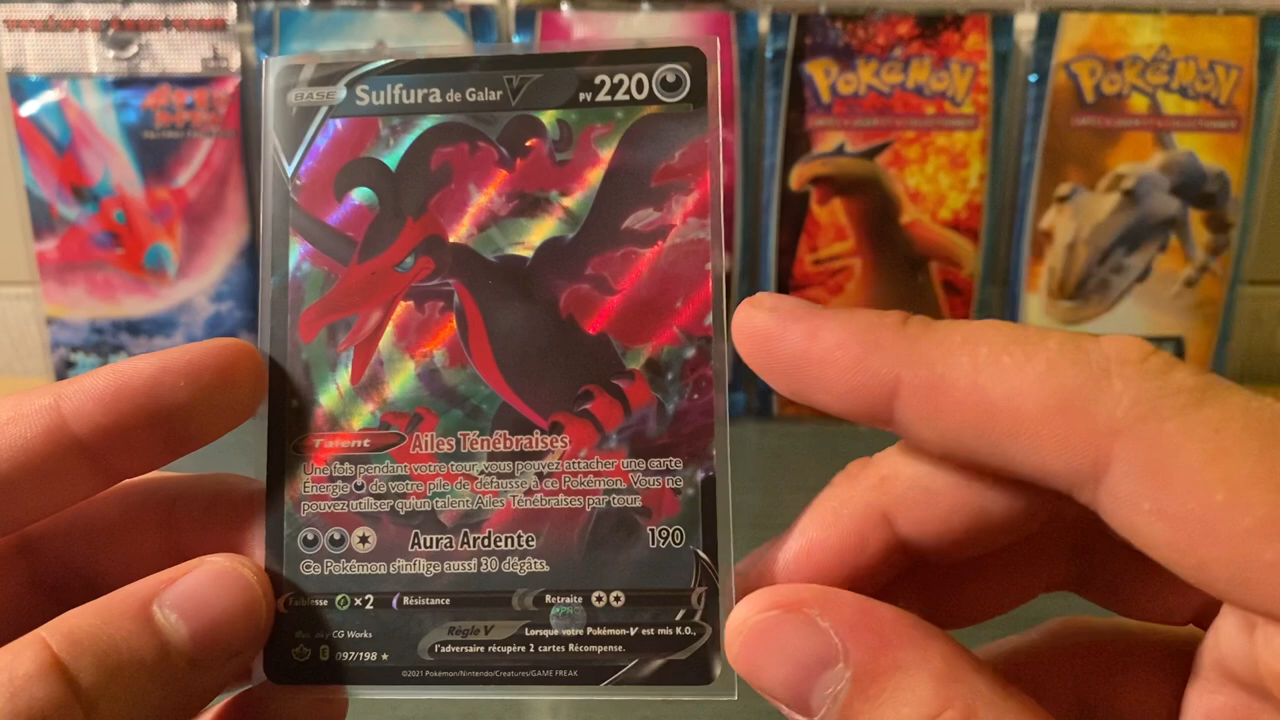 POKéMON
POKéMON
BASE
Sulfura de Galar V
PV 220
Talent
Ailes Ténébraises
Une fois pendant votre tour, vous pouvez attacher une carte
Énergie de votre pile de défausse à ce Pokémon. Vous ne
pouvez utiliser qu'un talent Ailes Ténébraises par tour.
Aura Ardente 190
Ce Pokémon s'inflige aussi 30 dégâts.
Faiblesse ×2 Résistance Retraite
Illus. CG Works
Règle V Lorsque votre Pokémon-V est mis K.O.,
l'adversaire récupère 2 cartes Récompense.
E 097/198 ★
©2021 Pokémon/Nintendo/Creatures/GAME FREAK